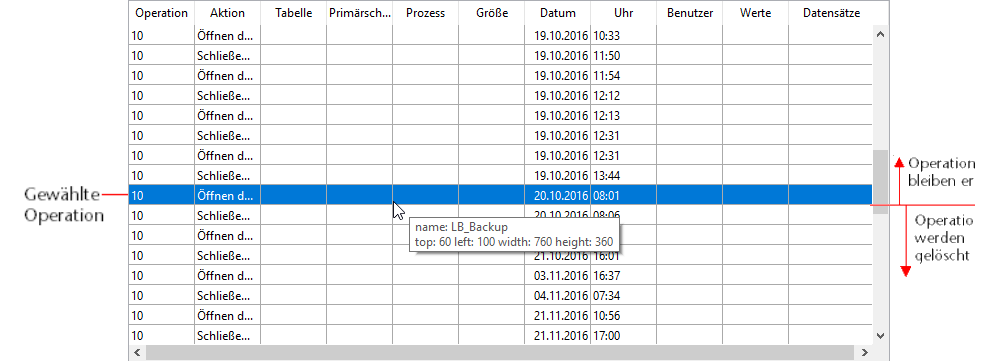 Operation Aktion Tabelle Primärsch... Prozess Größe Datum Uhr Benutzer Werte Datensätze
10 Öffnen d... 19.10.2016 10:33
10 Schließe... 19.10.2016 11:50
10 Öffnen d... 19.10.2016 11:54
10 Schließe... 19.10.2016 12:12
10 Öffnen d... 19.10.2016 12:13
10 Schließe... 19.10.2016 12:31
10 Öffnen d... 19.10.2016 12:31
10 Schließe... 19.10.2016 13:44
10 Öffnen d... 20.10.2016 08:01
10 Schließe... 20.10.2016 08:06
10 Öffnen d...
10 Schließe... 21.10.2016 16:01
10 Öffnen d... 03.11.2016 16:37
10 Schließe... 04.11.2016 07:34
10 Öffnen d... 21.11.2016 10:56
10 Schließe... 21.11.2016 17:00
name: LB_Backup
top: 60 left: 100 width: 760 height: 360
Gewählte
Operation
Operation
bleiben er
Operatio
werden
gelöscht